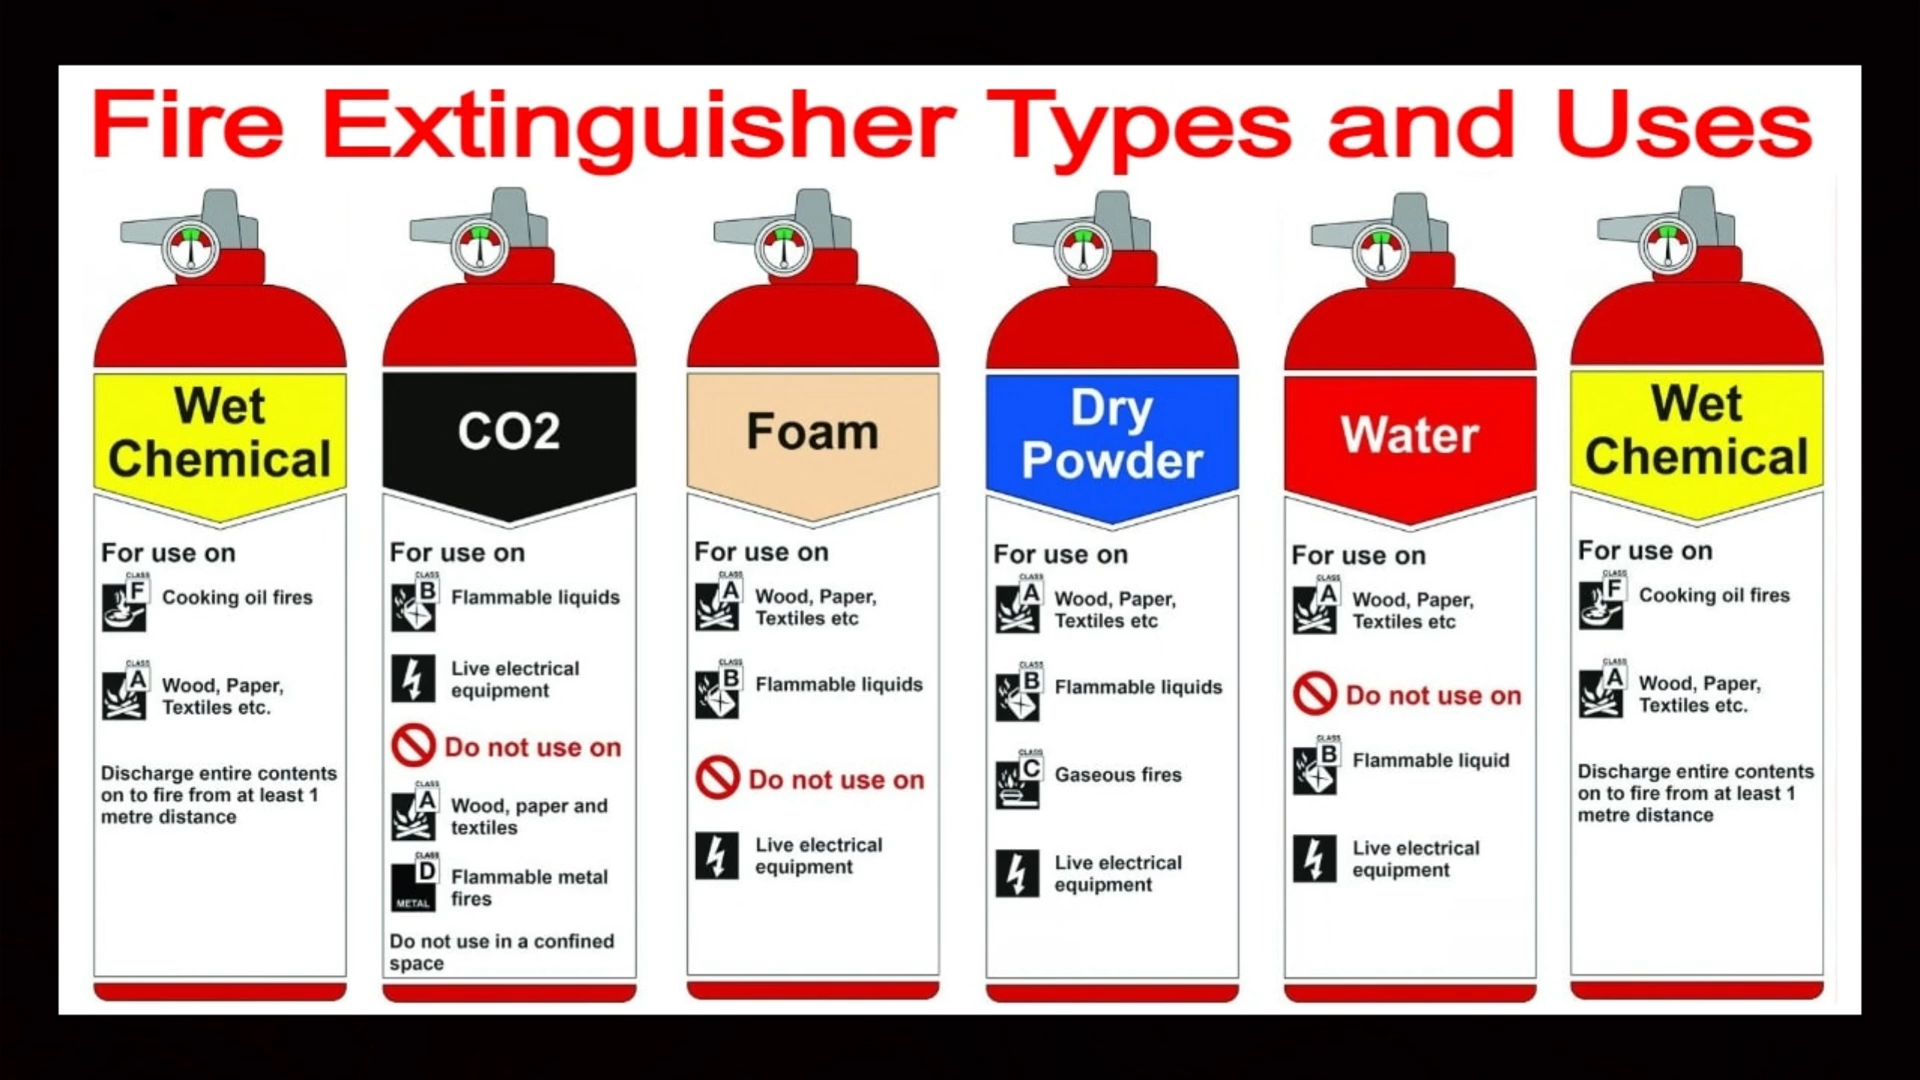 Fire Extinguisher Types and Uses
Wet
Chemical
For use on
CLASS
F
Cooking oil fires
CLASS
A
Wood, Paper,
Textiles etc.
Discharge entire contents
on to fire from at least 1
metre distance
CO2
For use on
CLASS
B
Flammable liquids
Live electrical
equipment
Do not use on
CLASS
A
Wood, paper and
textiles
CLASS
D
METAL
Flammable metal
fires
Do not use in a confined
space
Foam
For use on
CLASS
A
Wood, Paper,
Textiles etc
CLASS
B
Flammable liquids
Do not use on
Live electrical
equipment
Dry
Powder
For use on
CLASS
A
Wood, Paper,
Textiles etc
CLASS
B
Flammable liquids
CLASS
C
Gaseous fires
Live electrical
equipment
Water
For use on
CLASS
A
Wood, Paper,
Textiles etc
Do not use on
CLASS
B
Flammable liquid
Live electrical
equipment
Wet
Chemical
For use on
CLASS
F
Cooking oil fires
CLASS
A
Wood, Paper,
Textiles etc.
Discharge entire contents
on to fire from at least 1
metre distance